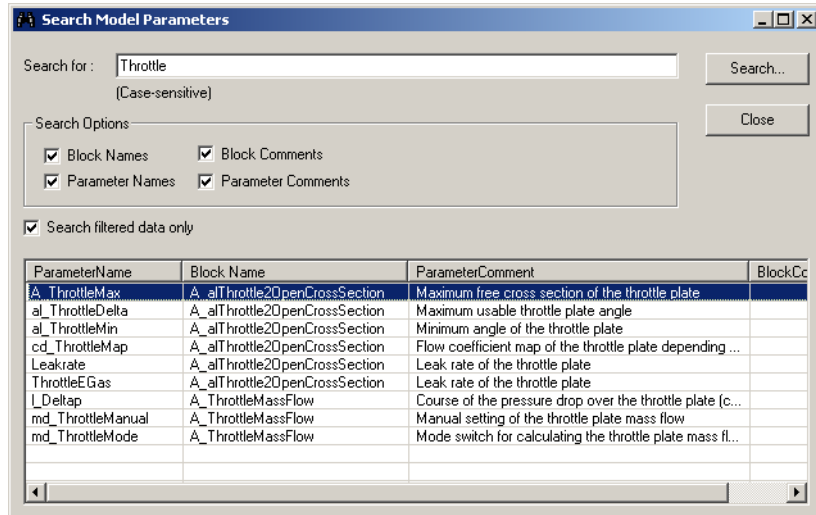 Search Model Parameters
Search for : Throttle Search...
(Case-sensitive)
Search Options Close
Block Names Block Comments
Parameter Names Parameter Comments
Search filtered data only
ParameterName Block Name ParameterComment BlockCo
A_ThrottleMax A_alThrottle2OpenCrossSection Maximum free cross section of the throttle plate
al_ThrottleDelta A_alThrottle2OpenCrossSection Maximum usable throttle plate angle
al_ThrottleMin A_alThrottle2OpenCrossSection Minimum angle of the throttle plate
cd_ThrottleMap A_alThrottle2OpenCrossSection Flow coefficient map of the throttle plate depending ...
Leakrate A_alThrottle2OpenCrossSection Leak rate of the throttle plate
ThrottleEGas A_alThrottle2OpenCrossSection Leak rate of the throttle plate
l_Deltap A_ThrottleMassFlow Course of the pressure drop over the throttle plate (c...
md_ThrottleManual A_ThrottleMassFlow Manual setting of the throttle plate mass flow
md_ThrottleMode A_ThrottleMassFlow Mode switch for calculating the throttle plate mass fl...